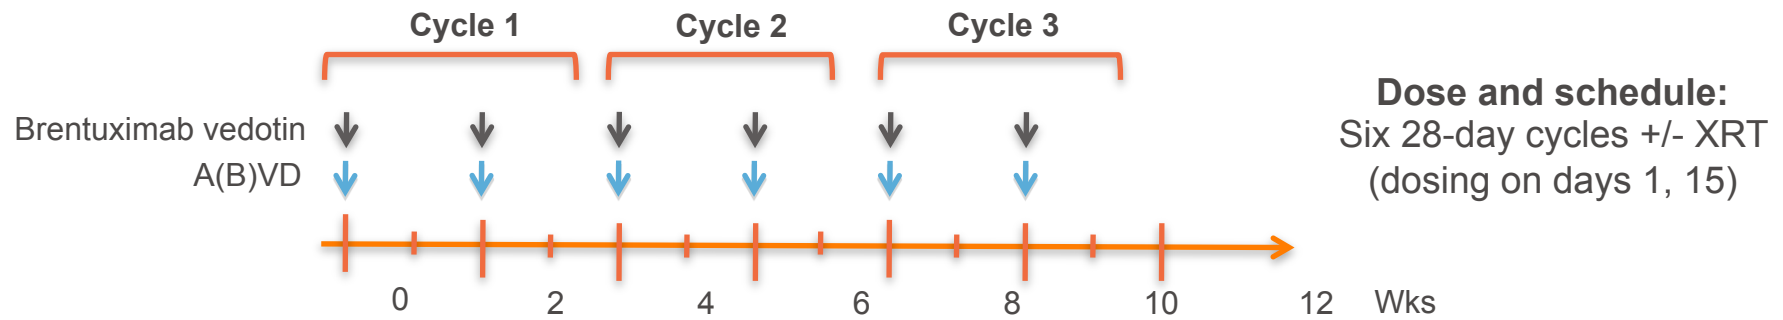 Cycle 1 Cycle 2 Cycle 3
Dose and schedule:
Six 28-day cycles +/- XRT
(dosing on days 1, 15)
Brentuximab vedotin
A(B)VD
0 2 4 6 8 10 12 Wks